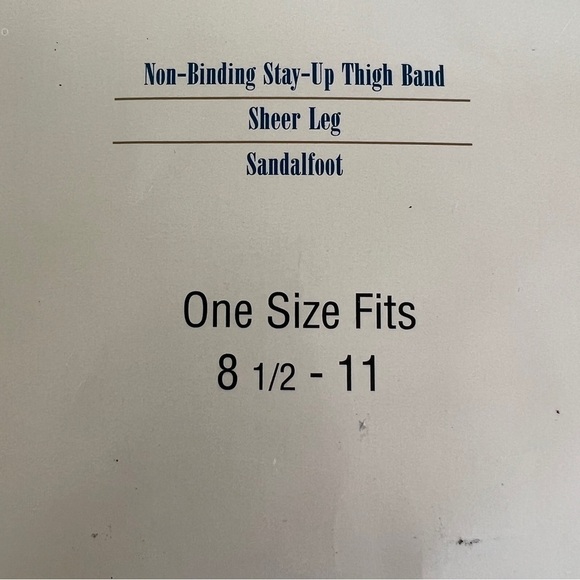 Non-Binding Stay-Up Thigh Band
Sheer Leg
Sandalfoot
One Size Fits
8 1/2 - 11